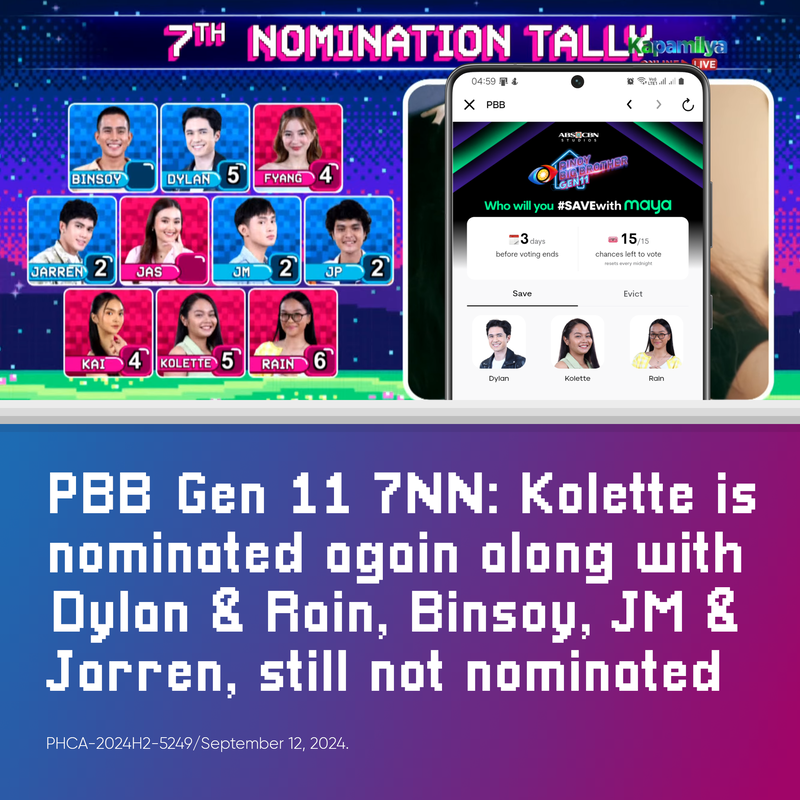 7TH NOMINATION TALLY
Kapamilya
LIVE
BINSOY
DYLAN 5
FYANG 4
JARREN 2
JAS
JM 2
JP 2
KAI 4
KOLETTE 5
RAIN 6
04:59
PBB
ABS-CBN
STUDIOS
PINOY
BIG BROTHER
GEN11
Who will you #SAVEwith maya
3 days
before voting ends
15/15
chances left to vote
resets every midnight
Save
Evict
Dylan
Kolette
Rain
PBB Gen 11 7NN: Kolette is
nominated again along with
Dylan & Rain, Binsoy, JM &
Jarren, still not nominated
PHCA-2024H2-5249/September 12, 2024.